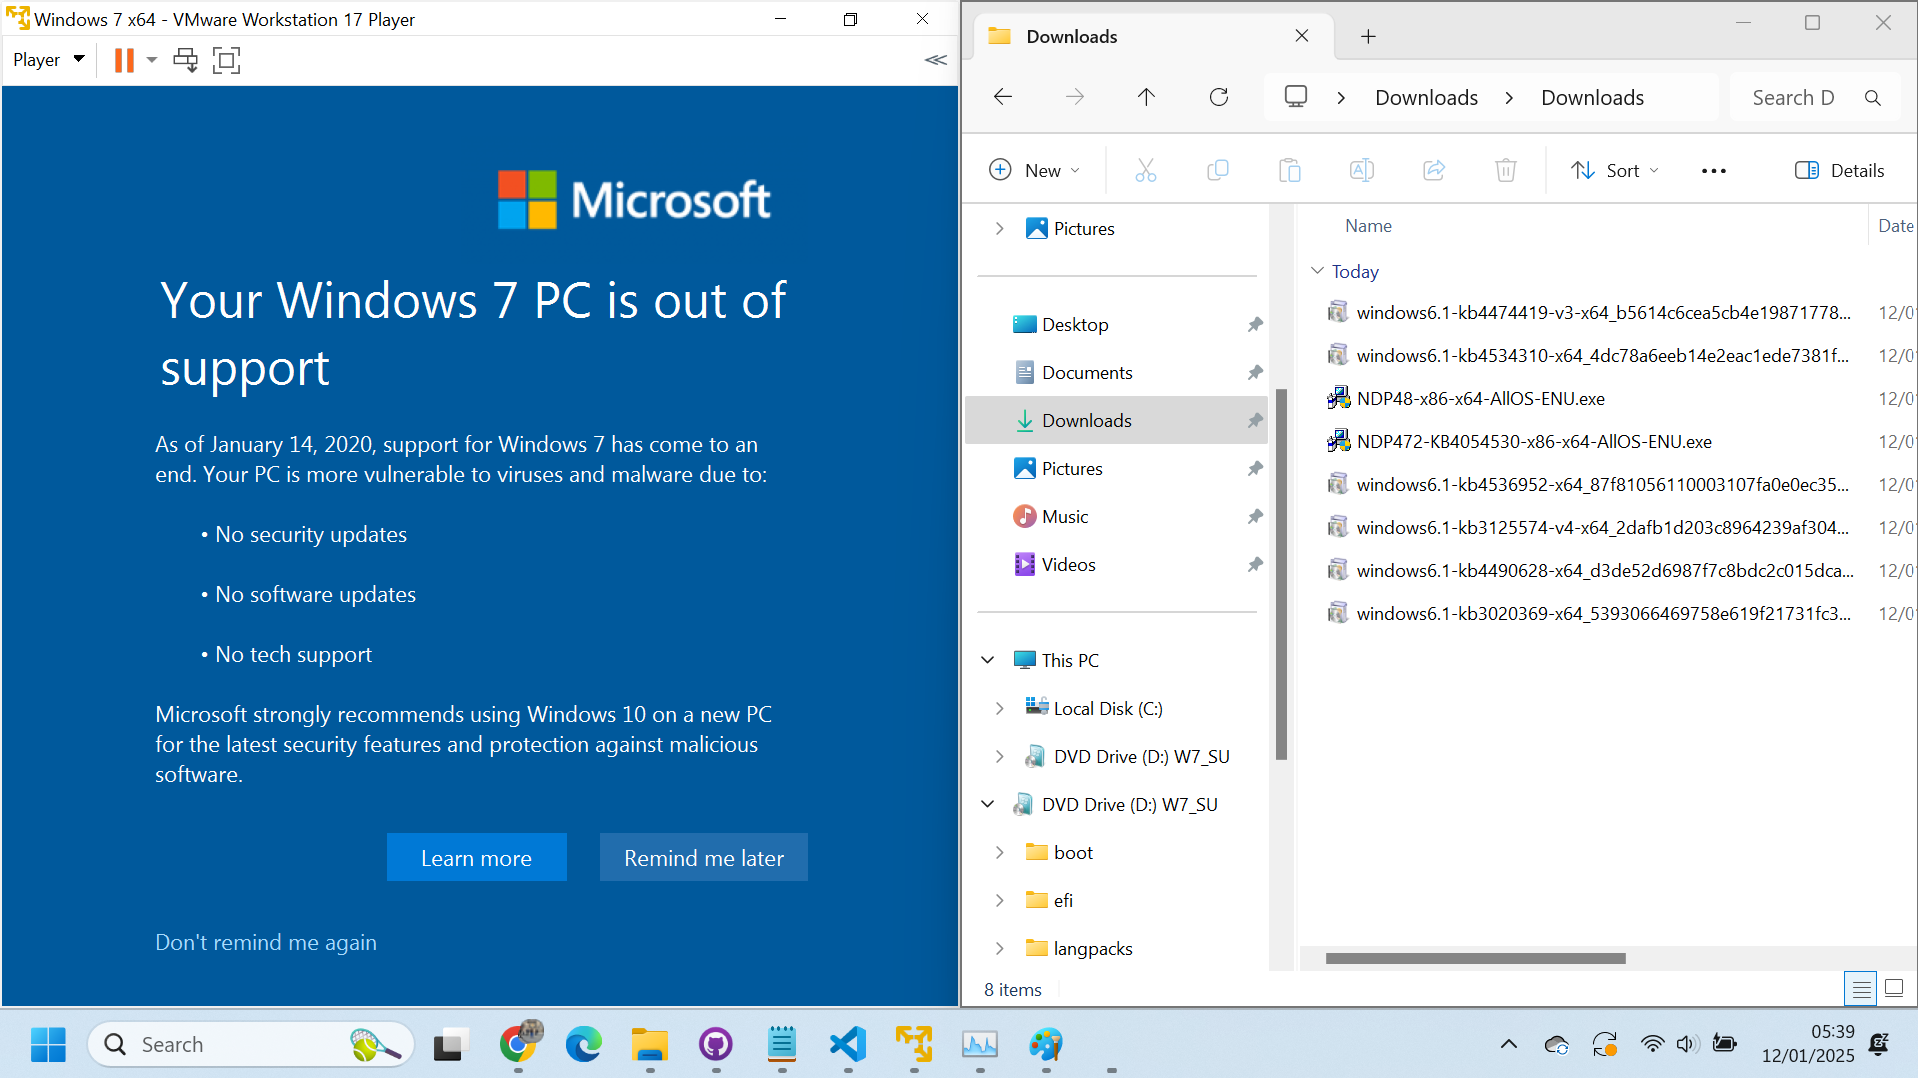 Windows 7 x64 - VMware Workstation 17 Player
Player
Microsoft
Your Windows 7 PC is out of
support
As of January 14, 2020, support for Windows 7 has come to an
end. Your PC is more vulnerable to viruses and malware due to:
• No security updates
• No software updates
• No tech support
Microsoft strongly recommends using Windows 10 on a new PC
for the latest security features and protection against malicious
software.
Learn more
Remind me later
Don't remind me again
Downloads
Downloads
Downloads
Search D
New
Sort
Details
Pictures
Desktop
Documents
Downloads
Pictures
Music
Videos
This PC
Local Disk (C:)
DVD Drive (D:) W7_SU
DVD Drive (D:) W7_SU
boot
efi
langpacks
Name
Date
Today
windows6.1-kb4474419-v3-x64_b5614c6cea5cb4e19871778... 12/0
windows6.1-kb4534310-x64_4dc78a6eeb14e2eac1ede7381f... 12/0
NDP48-x86-x64-AllOS-ENU.exe 12/0
NDP472-KB4054530-x86-x64-AllOS-ENU.exe 12/0
windows6.1-kb4536952-x64_87f81056110003107fa0e0ec35... 12/0
windows6.1-kb3125574-v4-x64_2dafb1d203c8964239af304... 12/0
windows6.1-kb4490628-x64_d3de52d6987f7c8bdc2c015dca... 12/0
windows6.1-kb3020369-x64_5393066469758e619f21731fc3... 12/0
8 items
Search
05:39
12/01/2025